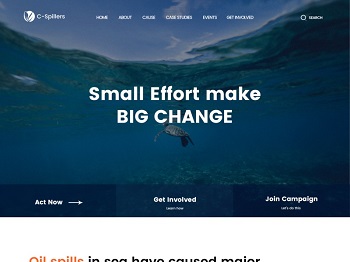 C-Spillers
HOME ABOUT CAUSE CASE STUDIES EVENTS GET INVOLVED
SEARCH
Small Effort make
BIG CHANGE
Act Now
Get Involved
Learn now
Join Campaign
Let's do this
Oil spills in sea have caused major